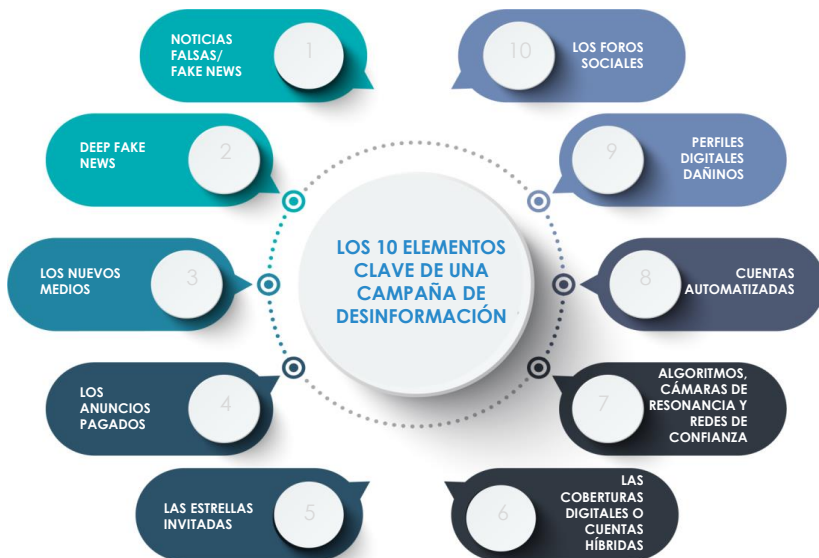 LOS 10 ELEMENTOS
CLAVE DE UNA
CAMPAÑA DE
DESINFORMACIÓN
NOTICIAS
FALSAS/
FAKE NEWS
1
DEEP FAKE
NEWS
2
LOS NUEVOS
MEDIOS
3
LOS
ANUNCIOS
PAGADOS
4
LAS ESTRELLAS
INVITADAS
5
LAS
COBERTURAS
DIGITALES O
CUENTAS
HÍBRIDAS
6
ALGORITMOS,
CÁMARAS DE
RESONANCIA Y
REDES DE
CONFIANZA
7
CUENTAS
AUTOMATIZADAS
8
PERFILES
DIGITALES
DAÑINOS
9
LOS FOROS
SOCIALES
10